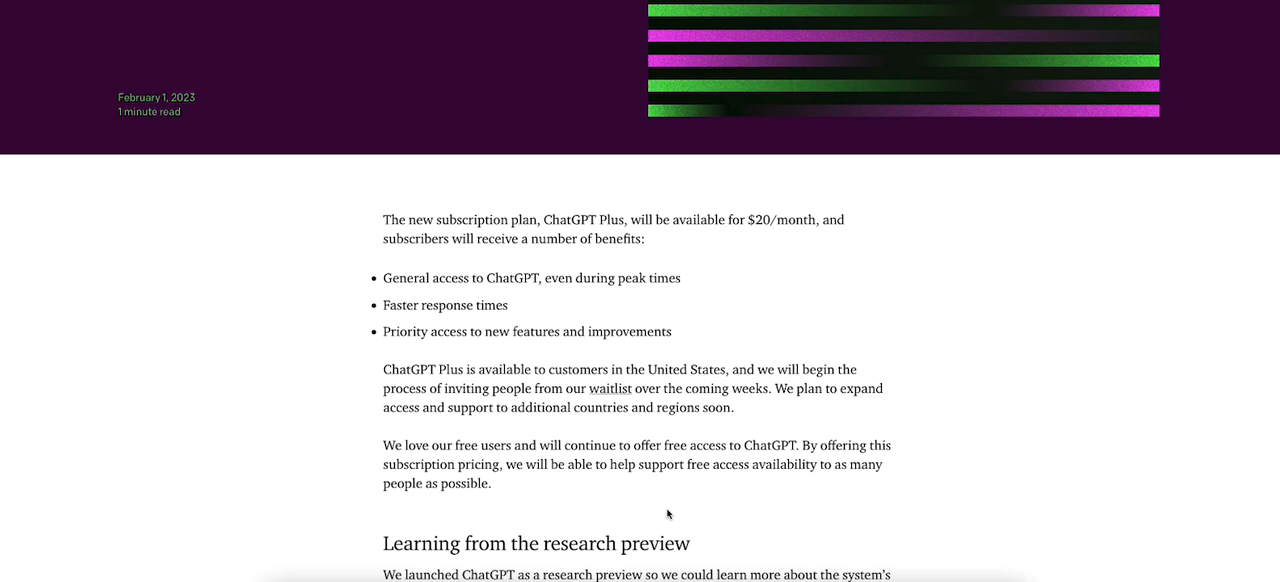 February 1, 2023
1 minute read
The new subscription plan, ChatGPT Plus, will be available for $20/month, and
subscribers will receive a number of benefits:
• General access to ChatGPT, even during peak times
• Faster response times
• Priority access to new features and improvements
ChatGPT Plus is available to customers in the United States, and we will begin the
process of inviting people from our waitlist over the coming weeks. We plan to expand
access and support to additional countries and regions soon.
We love our free users and will continue to offer free access to ChatGPT. By offering this
subscription pricing, we will be able to help support free access availability to as many
people as possible.
Learning from the research preview
We launched ChatGPT as a research preview so we could learn more about the system’s